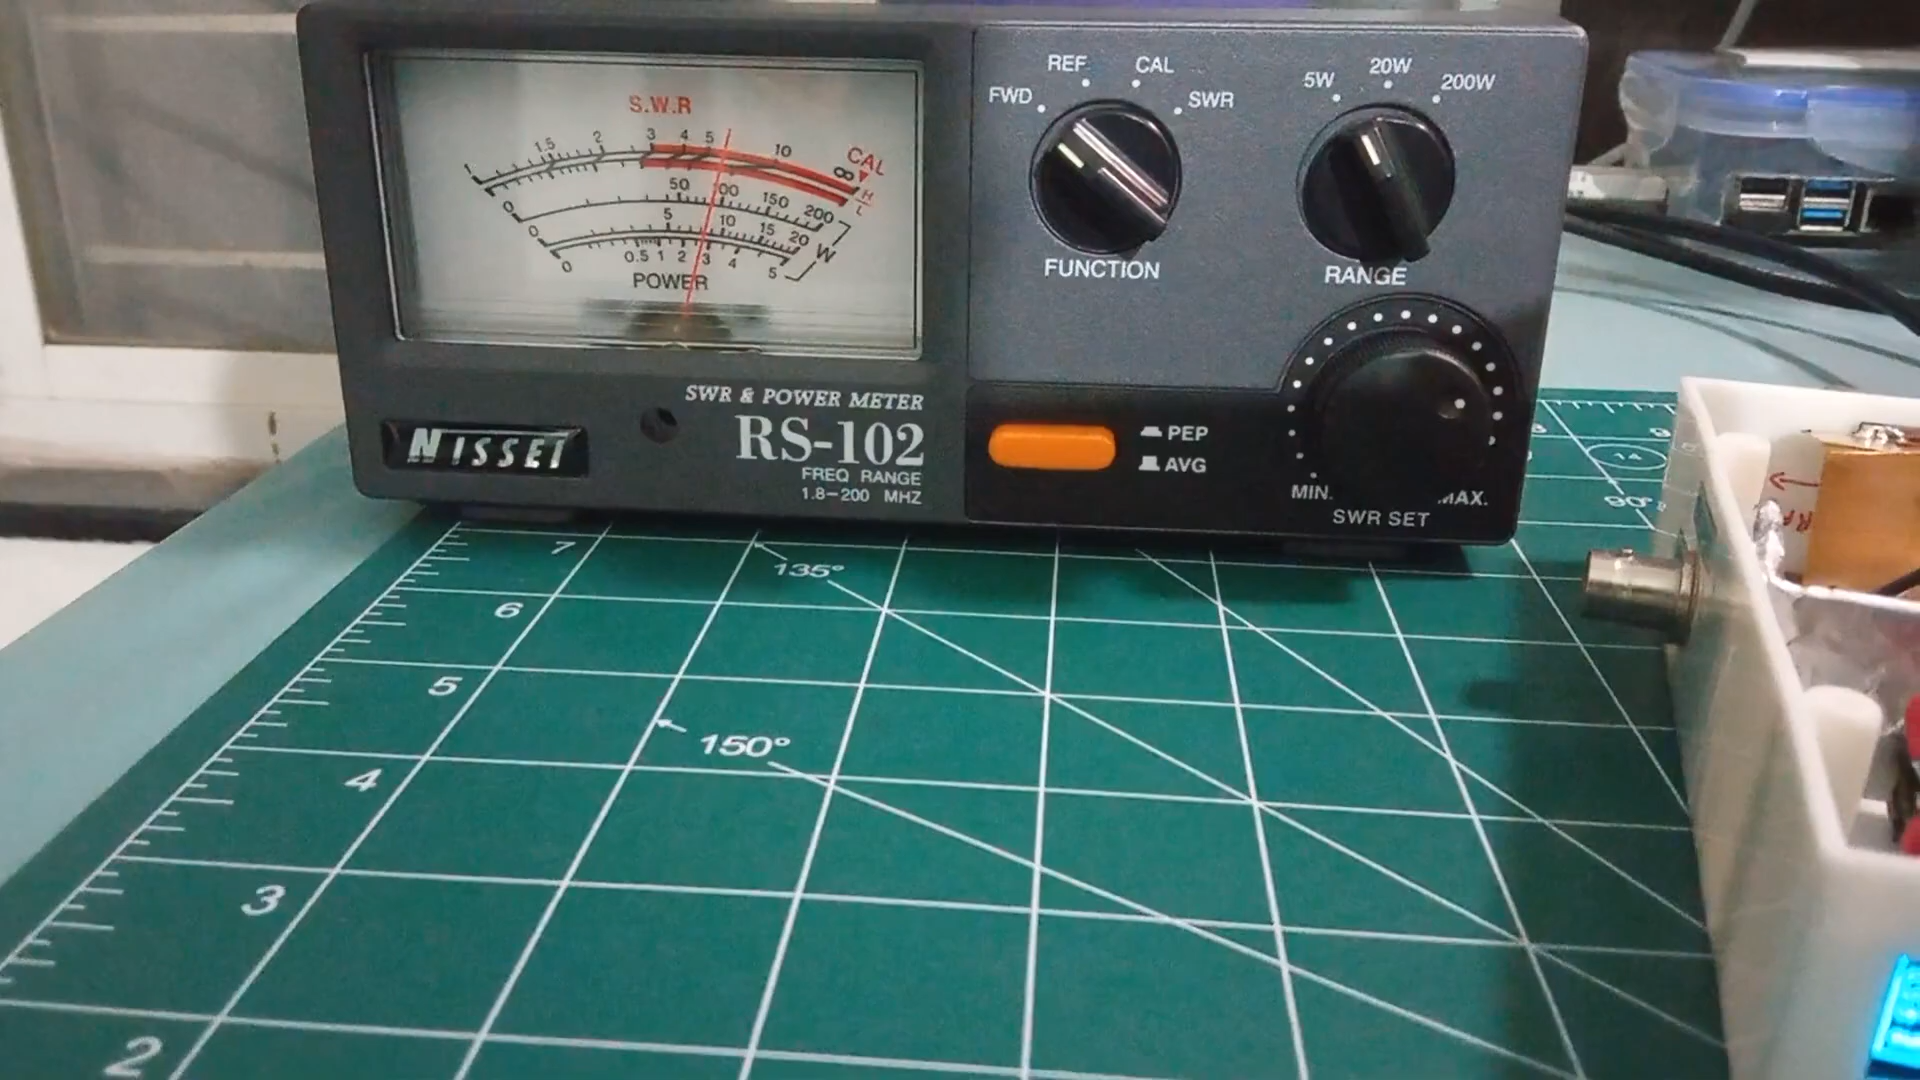 S.W.R
1 1.5 2 3 4 5 10 ∞ CAL
H
L
0 50 100 150 200
0 5 10 15 20 W
0 0.5 1 2 3 4 5
POWER
FWD REF CAL SWR
FUNCTION
5W 20W 200W
RANGE
SWR & POWER METER
NISSEI
RS-102
FREQ RANGE
1.8-200 MHZ
PEP
AVG
MIN. MAX.
SWR SET
7
135°
6
5
150°
4
3
2
14
90°